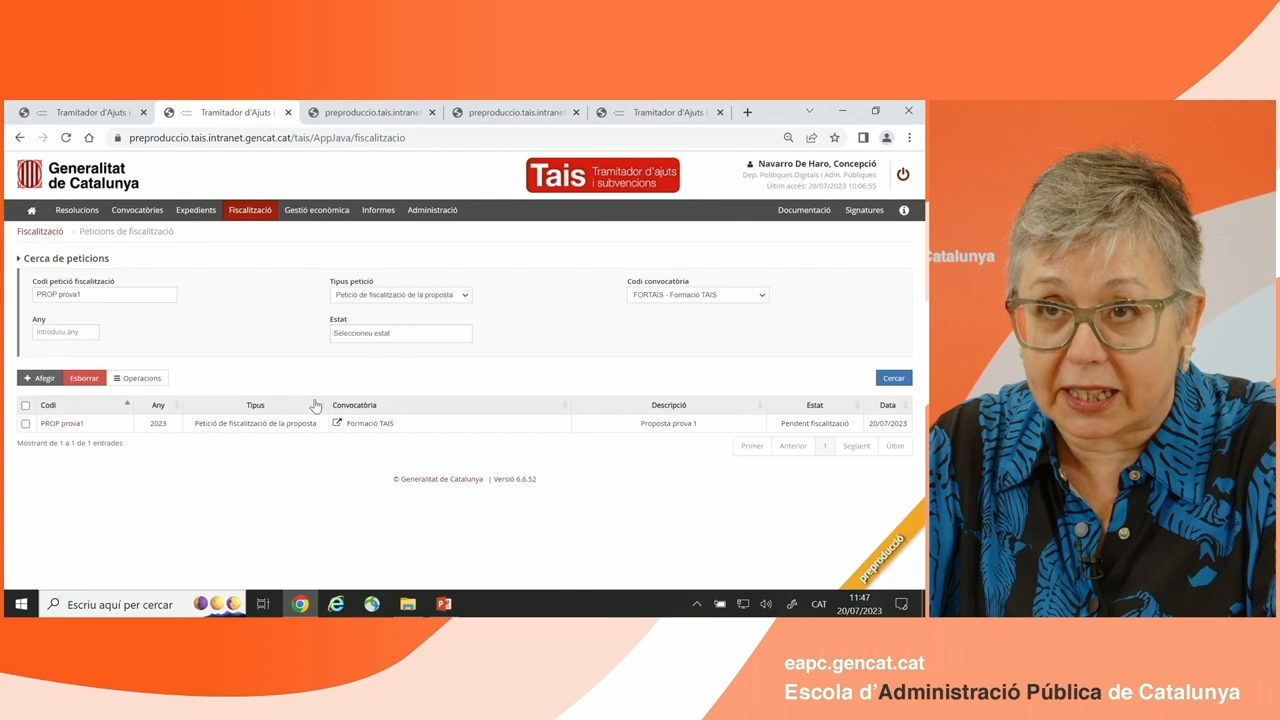 Tramitador d'Ajuts i
Tramitador d'Ajuts i
preproduccio.tais.intranet
preproduccio.tais.intranet
Tramitador d'Ajuts i
preproduccio.tais.intranet.gencat.cat/tais/AppJava/fiscalitzacio
Generalitat
de Catalunya
Tais Tramitador d'ajuts
i subvencions
Navarro De Haro, Concepció
Dep. Polítiques Digitals i Adm. Públiques
Últim accés: 20/07/2023 10:06:55
Resolucions Convocatòries Expedients Fiscalització Gestió econòmica Informes Administració Documentació Signatures
Fiscalització » Peticions de fiscalització
Cerca de peticions
Codi petició fiscalització Tipus petició Codi convocatòria
PROP prova1 Petició de fiscalització de la proposta FORTAIS - Formació TAIS
Any Estat
Introduiu any Seleccioneu estat
+ Afegir Esborrar Operacions Cercar
Codi Any Tipus Convocatòria Descripció Estat Data
PROP prova1 2023 Petició de fiscalització de la proposta Formació TAIS Proposta prova 1 Pendent fiscalització 20/07/2023
Mostrant de 1 a 1 de 1 entrades
Primer Anterior 1 Següent Últim
© Generalitat de Catalunya | Versió 6.6.52
preproducció
Escriu aquí per cercar
CAT
11:47
20/07/2023
Catalunya
eapc.gencat.cat
Escola d'Administració Pública de Catalunya